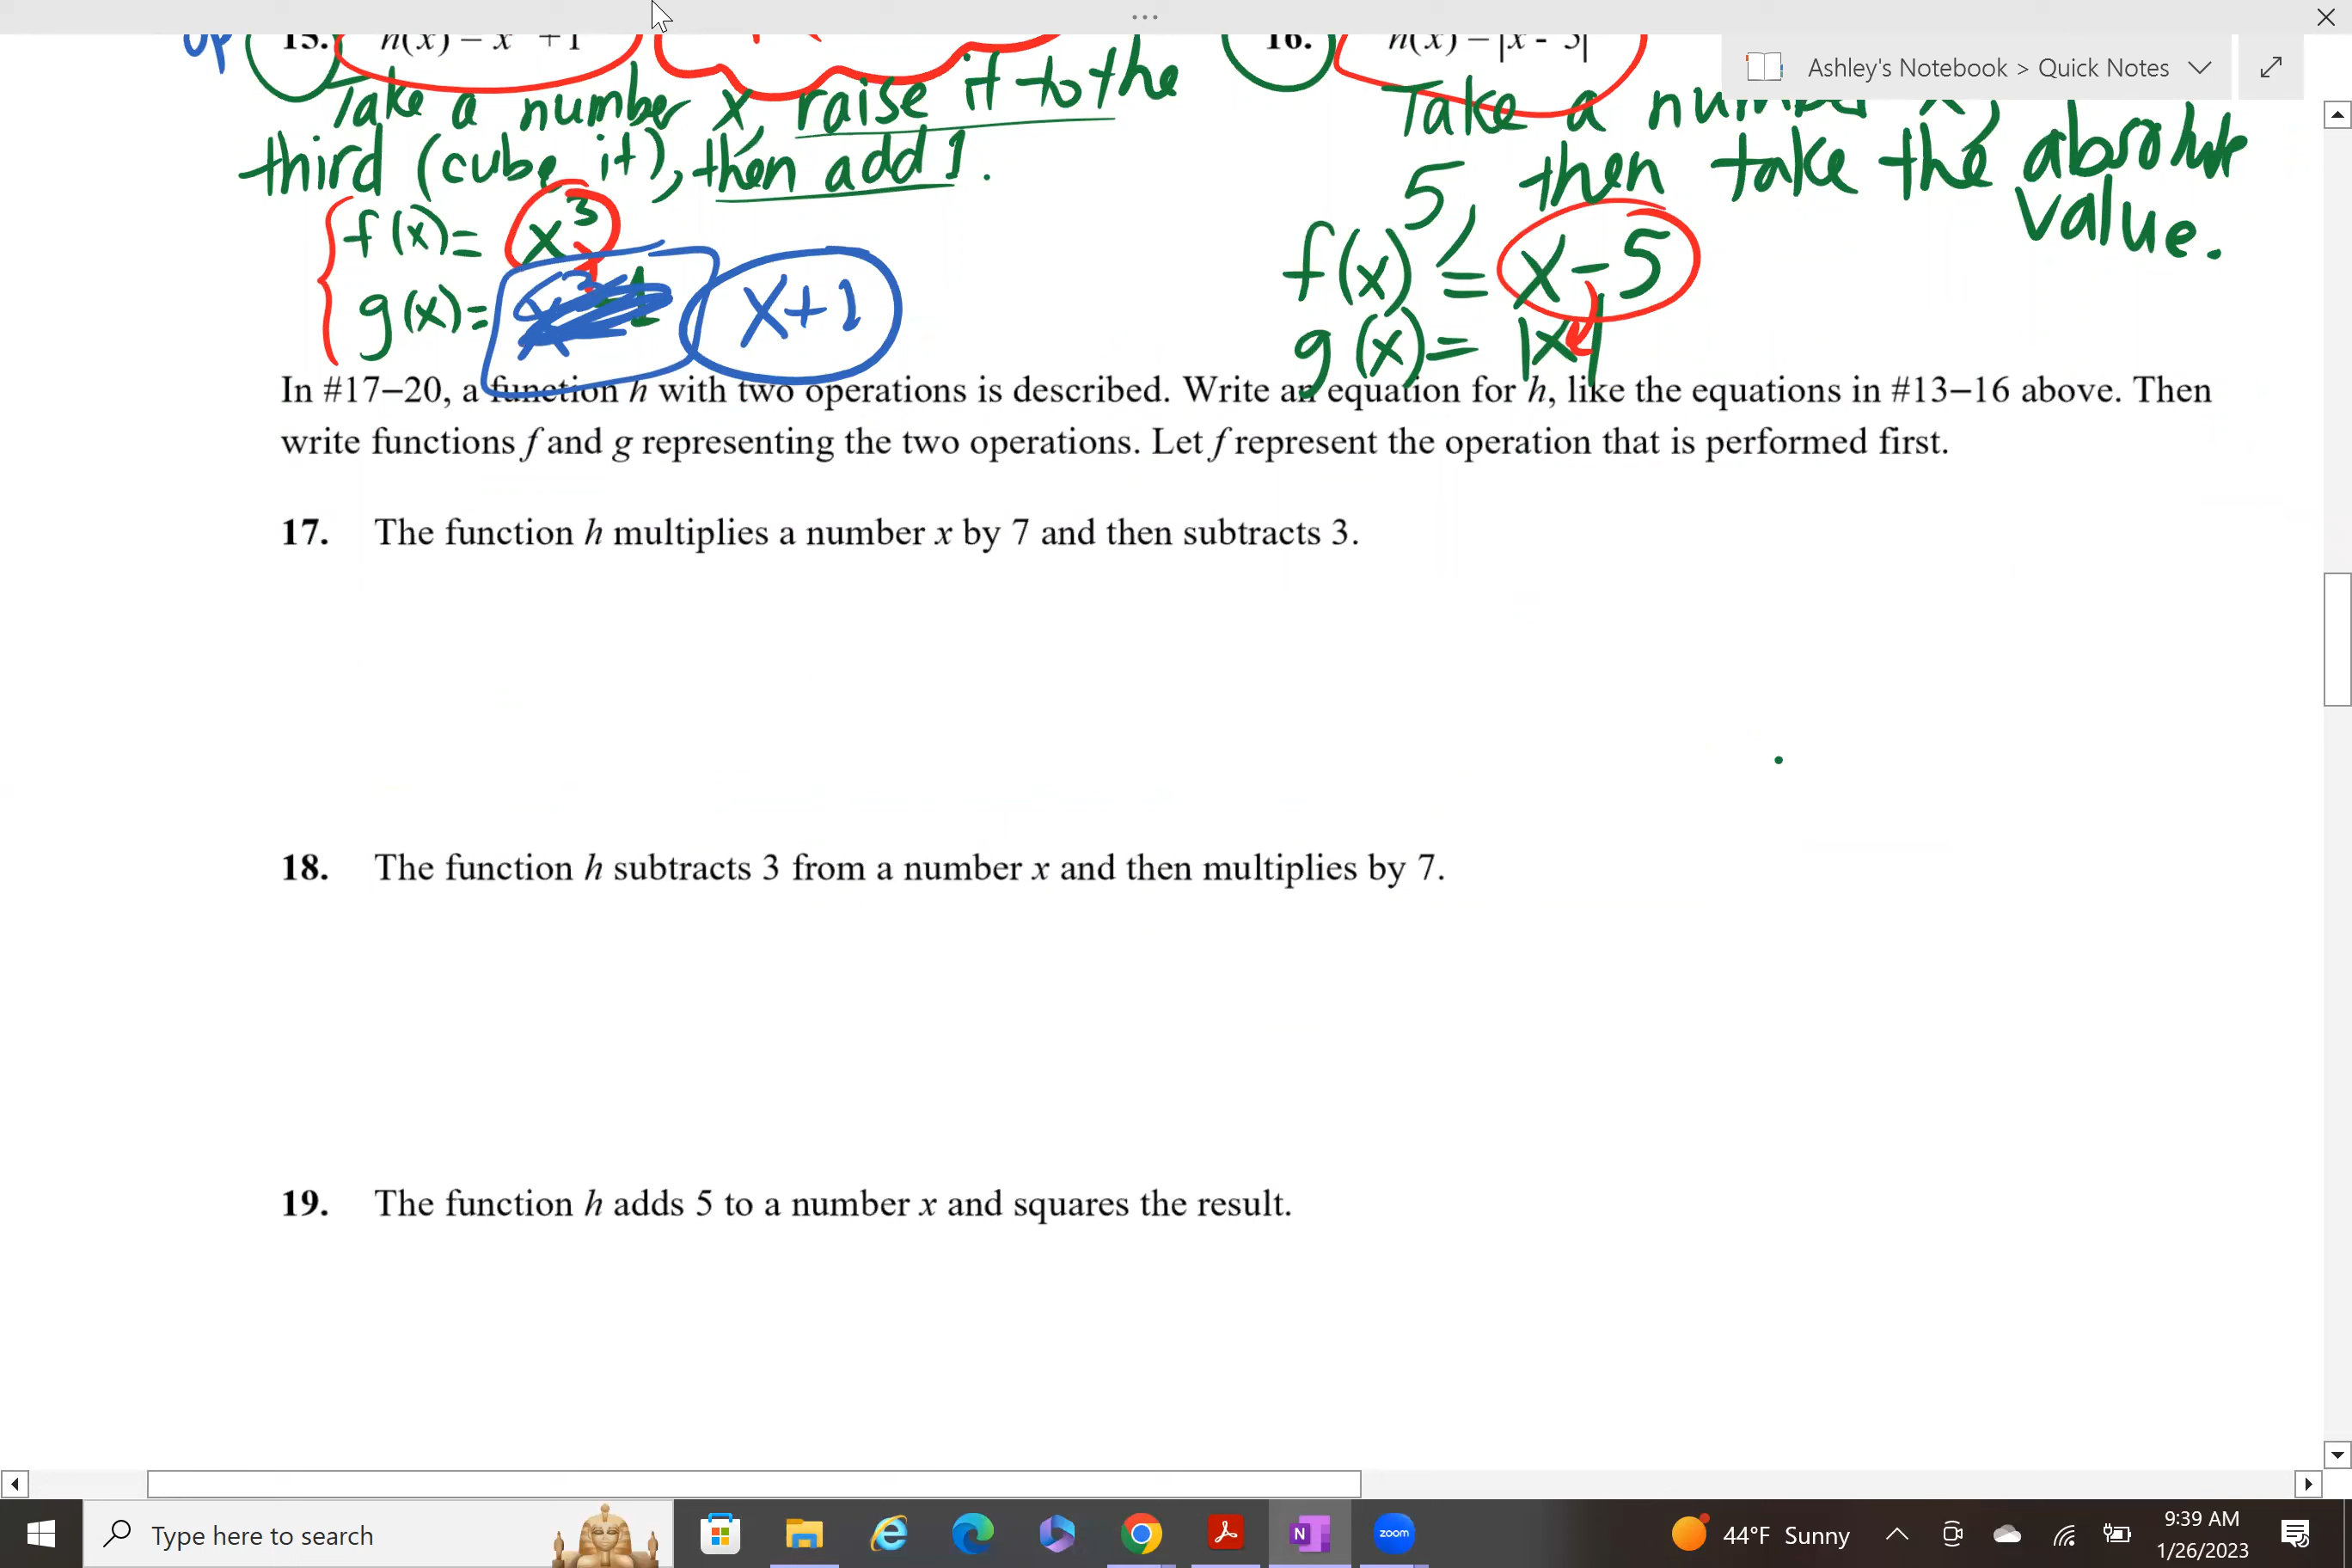 15. h(x) = x + 1
16. h(x) = |x - 5|
Ashley's Notebook > Quick Notes
Take a number x, raise it to the
third (cube it), then add 1.
f(x) = x³
g(x) = x+1
Take a number x,
5, then take the absolute
value.
f(x) = x-5
g(x) = |x|
In #17–20, a function h with two operations is described. Write an equation for h, like the equations in #13–16 above. Then
write functions f and g representing the two operations. Let f represent the operation that is performed first.
17. The function h multiplies a number x by 7 and then subtracts 3.
18. The function h subtracts 3 from a number x and then multiplies by 7.
19. The function h adds 5 to a number x and squares the result.
Type here to search
zoom
44°F Sunny
9:39 AM
1/26/2023